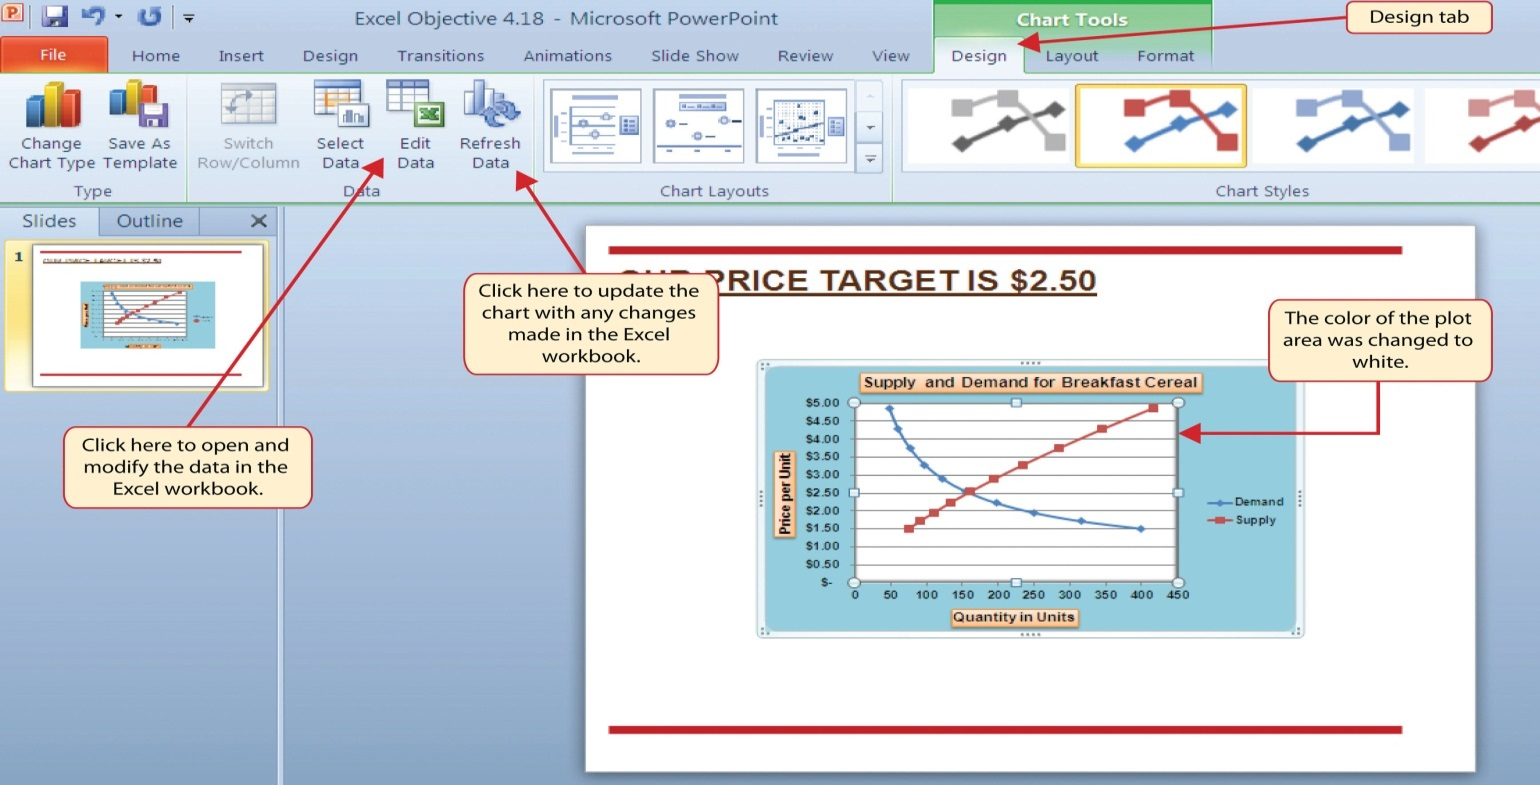 Excel Objective 4.18 - Microsoft PowerPoint
Chart Tools
Design tab
File Home Insert Design Transitions Animations Slide Show Review View Design Layout Format
Change Chart Type
Save As Template
Switch Row/Column
Select Data
Edit Data
Refresh Data
Type
Data
Chart Layouts
Chart Styles
Slides Outline
1
PRICE TARGET IS $2.50
Click here to update the
chart with any changes
made in the Excel
workbook.
The color of the plot
area was changed to
white.
Click here to open and
modify the data in the
Excel workbook.
Supply and Demand for Breakfast Cereal
Price per Unit
$5.00
$4.50
$4.00
$3.50
$3.00
$2.50
$2.00
$1.50
$1.00
$0.50
$-
0 50 100 150 200 250 300 350 400 450
Quantity in Units
Demand
Supply